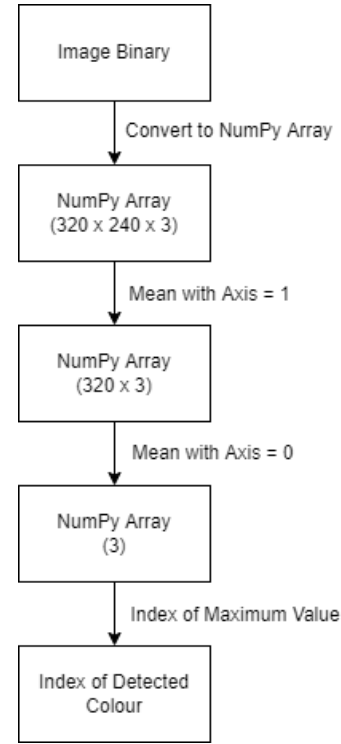 Image Binary
Convert to NumPy Array
NumPy Array
(320 x 240 x 3)
Mean with Axis = 1
NumPy Array
(320 x 3)
Mean with Axis = 0
NumPy Array
(3)
Index of Maximum Value
Index of Detected
Colour